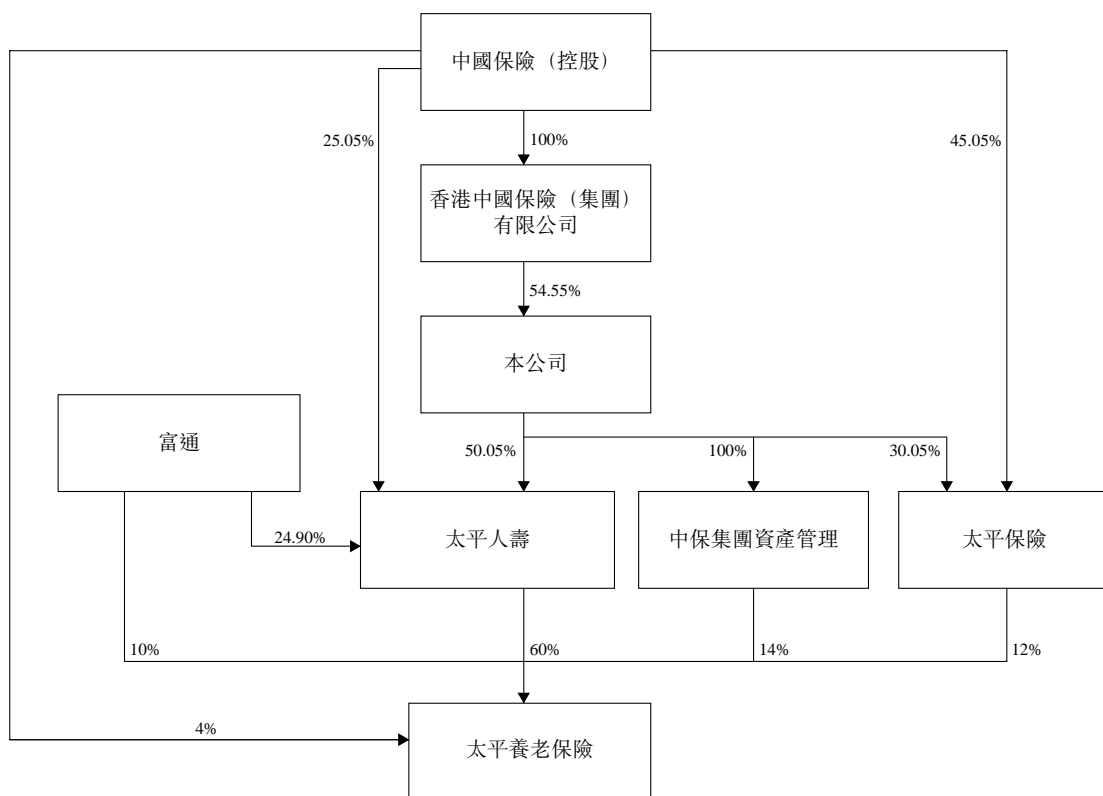 中國保險（控股）
25.05%
100%
45.05%
香港中國保險（集團）
有限公司
54.55%
本公司
富通
50.05%
100%
30.05%
24.90%
太平人壽
中保集團資產管理
太平保險
10%
60%
14%
12%
4%
太平養老保險